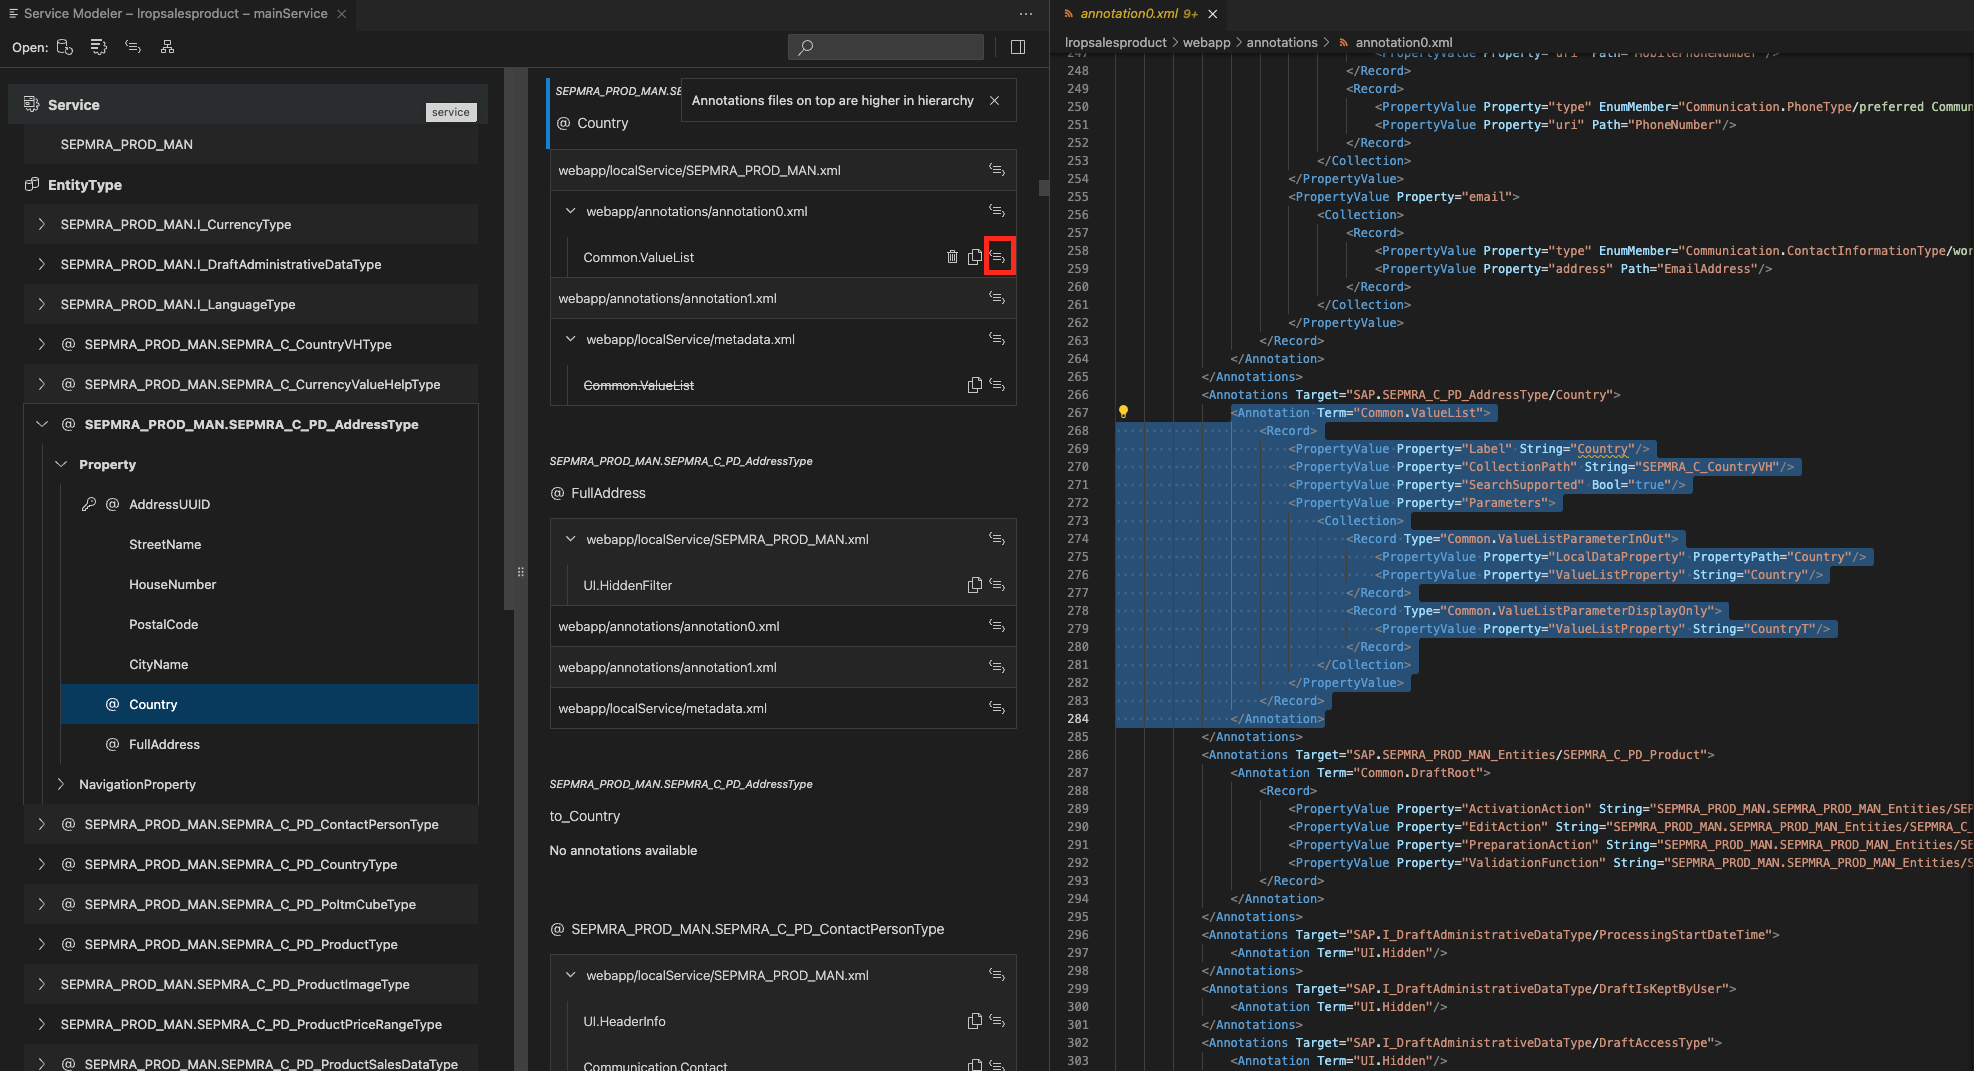 Service Modeler – lropsalesproduct – mainService
Open:
Service
service
SEPMRA_PROD_MAN
EntityType
SEPMRA_PROD_MAN.I_CurrencyType
SEPMRA_PROD_MAN.I_DraftAdministrativeDataType
SEPMRA_PROD_MAN.I_LanguageType
@ SEPMRA_PROD_MAN.SEPMRA_C_CountryVHType
@ SEPMRA_PROD_MAN.SEPMRA_C_CurrencyValueHelpType
@ SEPMRA_PROD_MAN.SEPMRA_C_PD_AddressType
Property
@ AddressUUID
StreetName
HouseNumber
PostalCode
CityName
@ Country
@ FullAddress
NavigationProperty
@ SEPMRA_PROD_MAN.SEPMRA_C_PD_ContactPersonType
@ SEPMRA_PROD_MAN.SEPMRA_C_PD_CountryType
@ SEPMRA_PROD_MAN.SEPMRA_C_PD_PoItmCubeType
@ SEPMRA_PROD_MAN.SEPMRA_C_PD_ProductType
SEPMRA_PROD_MAN.SEPMRA_C_PD_ProductImageType
SEPMRA_PROD_MAN.SEPMRA_C_PD_ProductPriceRangeType
@ SEPMRA_PROD_MAN.SEPMRA_C_PD_ProductSalesDataType
SEPMRA_PROD_MAN.SE
Annotations files on top are higher in hierarchy
@ Country
webapp/localService/SEPMRA_PROD_MAN.xml
webapp/annotations/annotation0.xml
Common.ValueList
webapp/annotations/annotation1.xml
webapp/localService/metadata.xml
Common.ValueList
SEPMRA_PROD_MAN.SEPMRA_C_PD_AddressType
@ FullAddress
webapp/localService/SEPMRA_PROD_MAN.xml
UI.HiddenFilter
webapp/annotations/annotation0.xml
webapp/annotations/annotation1.xml
webapp/localService/metadata.xml
SEPMRA_PROD_MAN.SEPMRA_C_PD_AddressType
to_Country
No annotations available
@ SEPMRA_PROD_MAN.SEPMRA_C_PD_ContactPersonType
webapp/localService/SEPMRA_PROD_MAN.xml
UI.HeaderInfo
Communication.Contact
annotation0.xml 9+
lropsalesproduct > webapp > annotations > annotation0.xml
247 <PropertyValue Property="uri" Path="MobilePhoneNumber"/>
248 </Record>
249 <Record>
250 <PropertyValue Property="type" EnumMember="Communication.PhoneType/preferred Commun
251 <PropertyValue Property="uri" Path="PhoneNumber"/>
252 </Record>
253 </Collection>
254 </PropertyValue>
255 <PropertyValue Property="email">
256 <Collection>
257 <Record>
258 <PropertyValue Property="type" EnumMember="Communication.ContactInformationType/wor
259 <PropertyValue Property="address" Path="EmailAddress"/>
260 </Record>
261 </Collection>
262 </PropertyValue>
263 </Record>
264 </Annotation>
265 </Annotations>
266 <Annotations Target="SAP.SEPMRA_C_PD_AddressType/Country">
267 <Annotation Term="Common.ValueList">
268 <Record>
269 <PropertyValue Property="Label" String="Country"/>
270 <PropertyValue Property="CollectionPath" String="SEPMRA_C_CountryVH"/>
271 <PropertyValue Property="SearchSupported" Bool="true"/>
272 <PropertyValue Property="Parameters">
273 <Collection>
274 <Record Type="Common.ValueListParameterInOut">
275 <PropertyValue Property="LocalDataProperty" PropertyPath="Country"/>
276 <PropertyValue Property="ValueListProperty" String="Country"/>
277 </Record>
278 <Record Type="Common.ValueListParameterDisplayOnly">
279 <PropertyValue Property="ValueListProperty" String="CountryT"/>
280 </Record>
281 </Collection>
282 </PropertyValue>
283 </Record>
284 </Annotation>
285 </Annotations>
286 <Annotations Target="SAP.SEPMRA_PROD_MAN_Entities/SEPMRA_C_PD_Product">
287 <Annotation Term="Common.DraftRoot">
288 <Record>
289 <PropertyValue Property="ActivationAction" String="SEPMRA_PROD_MAN.SEPMRA_PROD_MAN_Entities/SEP
290 <PropertyValue Property="EditAction" String="SEPMRA_PROD_MAN.SEPMRA_PROD_MAN_Entities/SEPMRA_C_
291 <PropertyValue Property="PreparationAction" String="SEPMRA_PROD_MAN.SEPMRA_PROD_MAN_Entities/SE
292 <PropertyValue Property="ValidationFunction" String="SEPMRA_PROD_MAN.SEPMRA_PROD_MAN_Entities/S
293 </Record>
294 </Annotation>
295 </Annotations>
296 <Annotations Target="SAP.I_DraftAdministrativeDataType/ProcessingStartDateTime">
297 <Annotation Term="UI.Hidden"/>
298 </Annotations>
299 <Annotations Target="SAP.I_DraftAdministrativeDataType/DraftIsKeptByUser">
300 <Annotation Term="UI.Hidden"/>
301 </Annotations>
302 <Annotations Target="SAP.I_DraftAdministrativeDataType/DraftAccessType">
303 <Annotation Term="UI.Hidden"/>